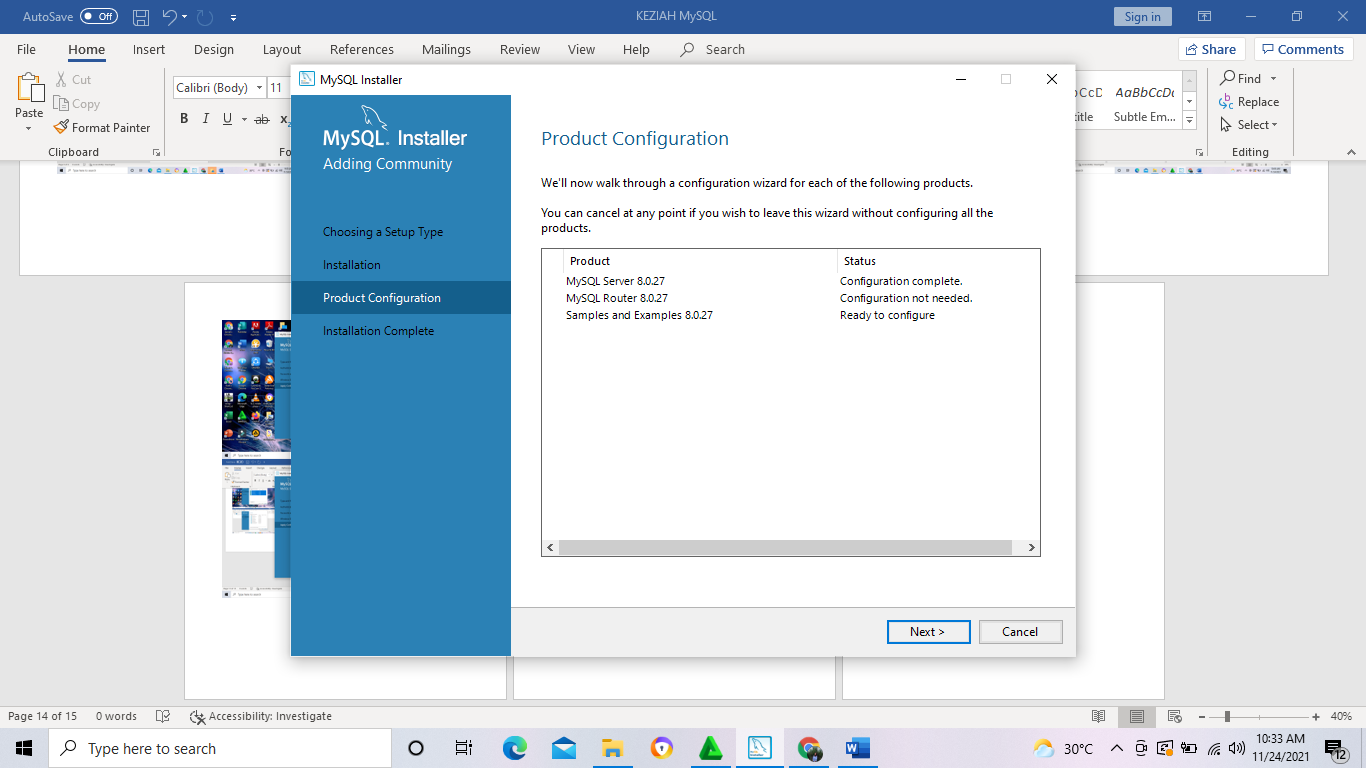 AutoSave Off
KEZIAH MySQL
Sign in
File Home Insert Design Layout References Mailings Review View Help Search
Share Comments
Paste
Cut
Copy
Format Painter
Clipboard
Calibri (Body) 11
B I U ab x
Fo
AaBbCcDc
Subtle Em...
Find
Replace
Select
Editing
MySQL Installer
MySQL. Installer
Adding Community
Choosing a Setup Type
Installation
Product Configuration
Installation Complete
Product Configuration
We'll now walk through a configuration wizard for each of the following products.
You can cancel at any point if you wish to leave this wizard without configuring all the
products.
Product Status
MySQL Server 8.0.27 Configuration complete.
MySQL Router 8.0.27 Configuration not needed.
Samples and Examples 8.0.27 Ready to configure
Next >
Cancel
Page 14 of 15 0 words Accessibility: Investigate
40%
Type here to search
30°C
10:33 AM
11/24/2021
12